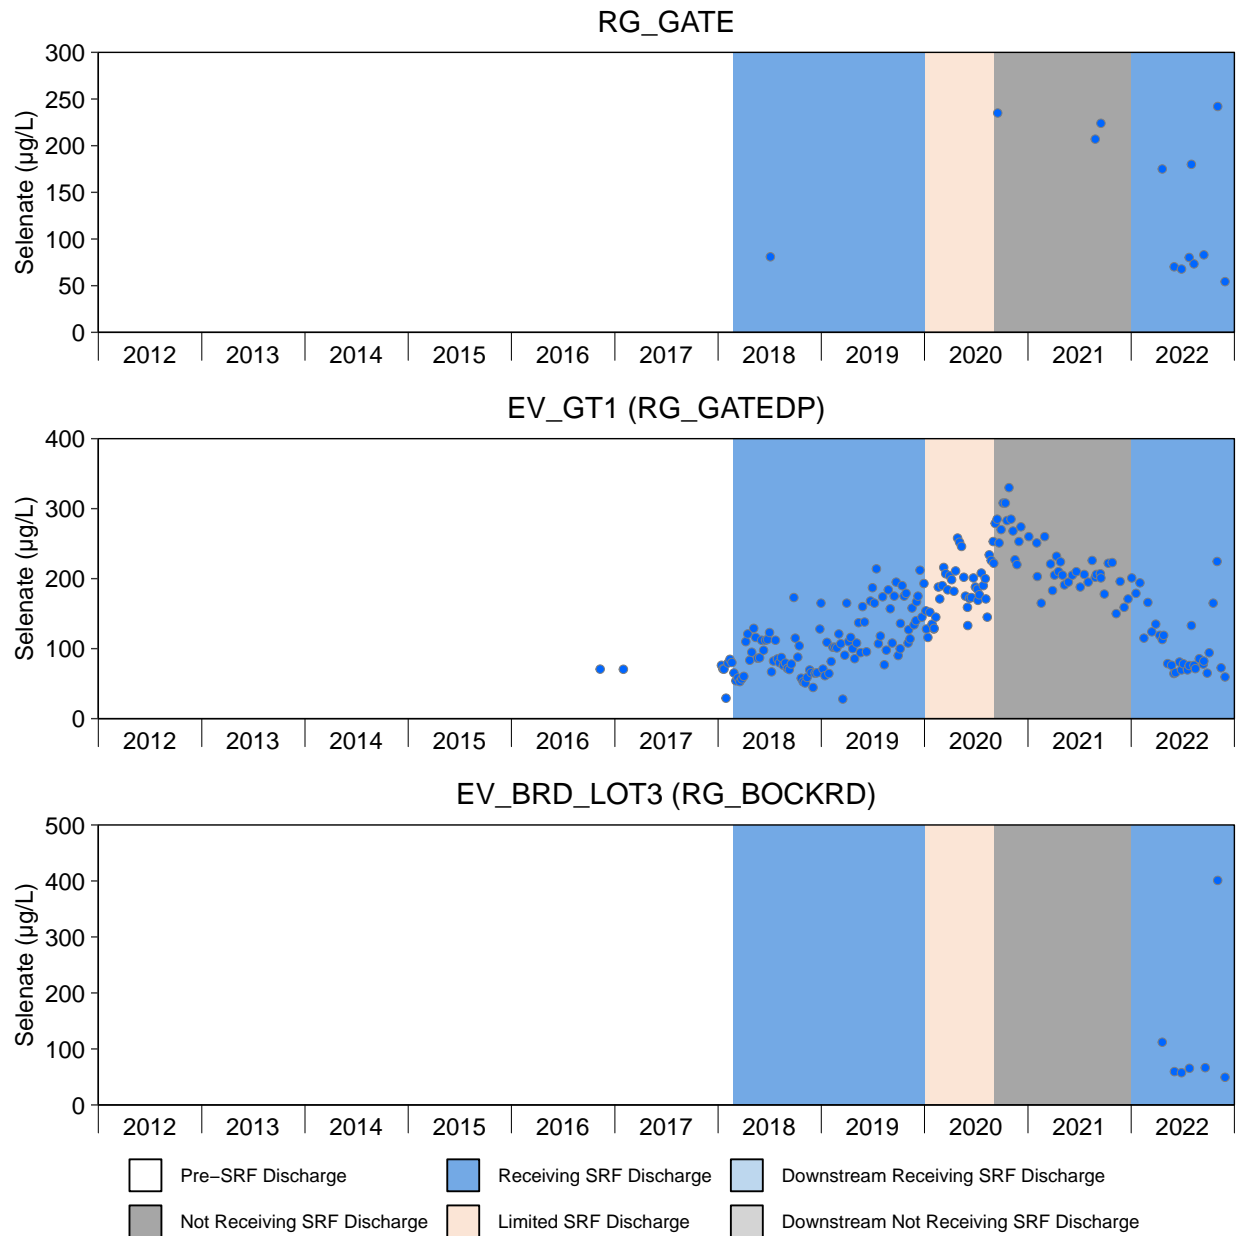 RG_GATE
300
250
200
150
100
50
0
Selenate (µg/L)
2012 2013 2014 2015 2016 2017 2018 2019 2020 2021 2022
EV_GT1 (RG_GATEDP)
400
300
200
100
0
Selenate (µg/L)
2012 2013 2014 2015 2016 2017 2018 2019 2020 2021 2022
EV_BRD_LOT3 (RG_BOCKRD)
500
400
300
200
100
0
Selenate (µg/L)
2012 2013 2014 2015 2016 2017 2018 2019 2020 2021 2022
Pre−SRF Discharge Receiving SRF Discharge Downstream Receiving SRF Discharge
Not Receiving SRF Discharge Limited SRF Discharge Downstream Not Receiving SRF Discharge